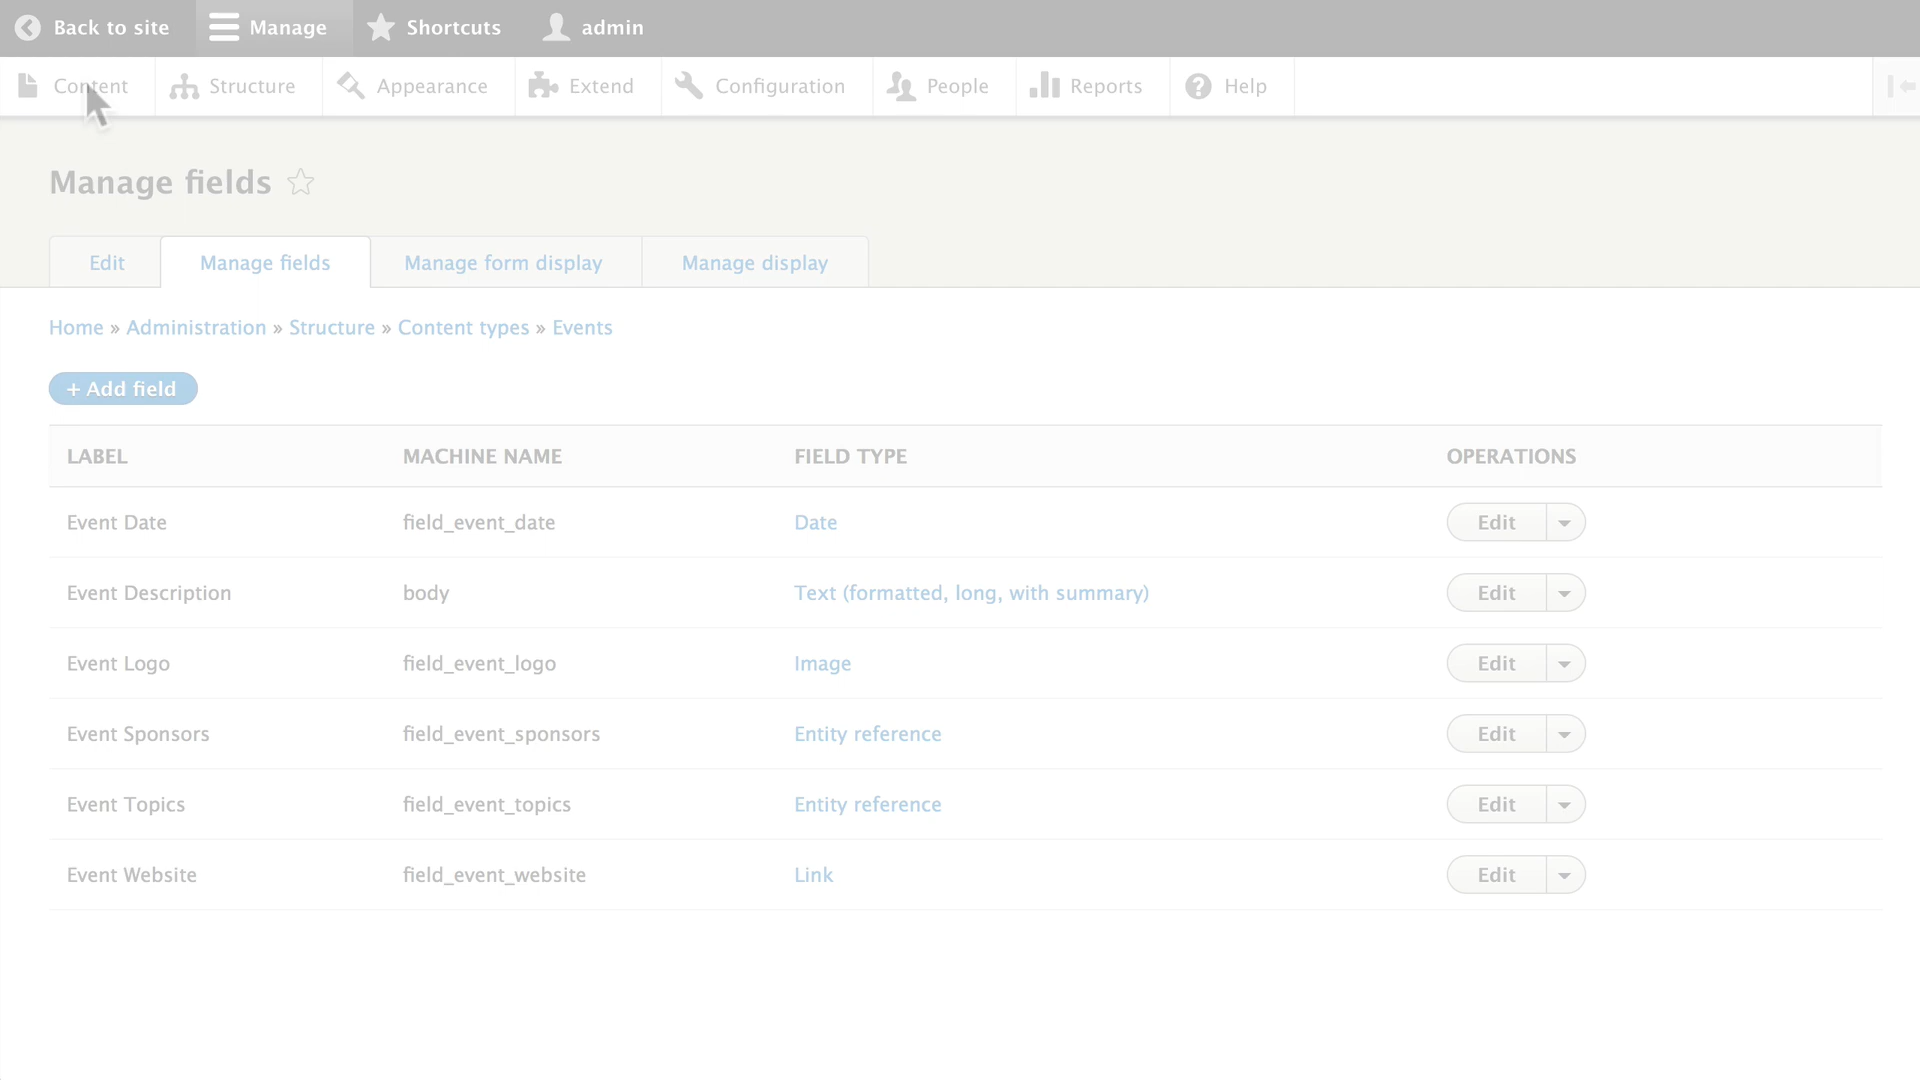 Back to site Manage Shortcuts admin
Content Structure Appearance Extend Configuration People Reports Help
Manage fields
Edit Manage fields Manage form display Manage display
Home » Administration » Structure » Content types » Events
+ Add field
LABEL MACHINE NAME FIELD TYPE OPERATIONS
Event Date field_event_date Date Edit
Event Description body Text (formatted, long, with summary) Edit
Event Logo field_event_logo Image Edit
Event Sponsors field_event_sponsors Entity reference Edit
Event Topics field_event_topics Entity reference Edit
Event Website field_event_website Link Edit